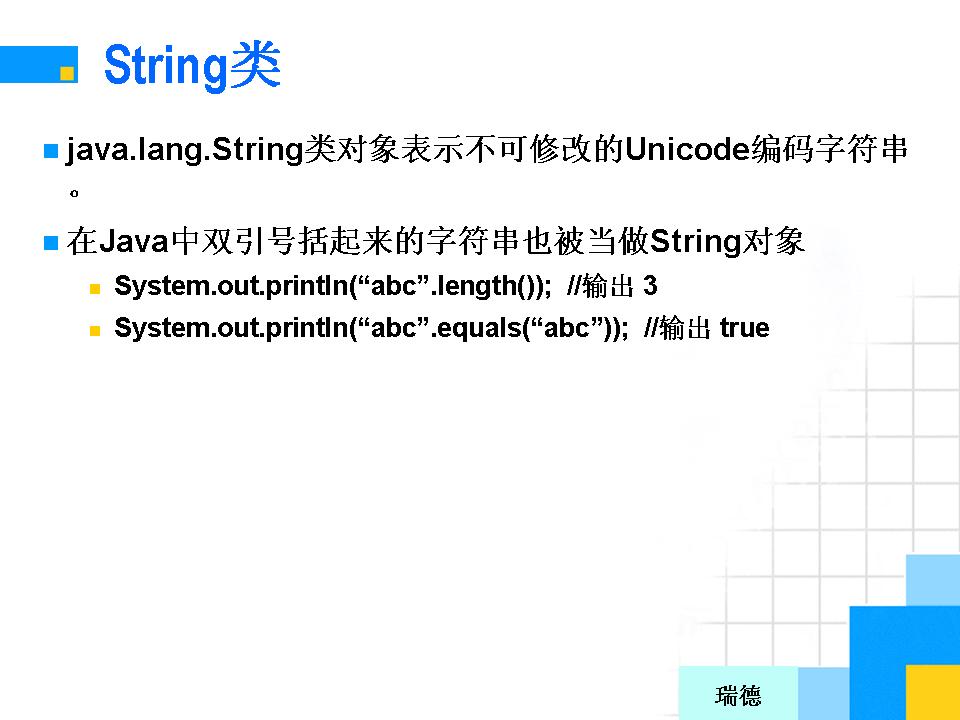 String类
java.lang.String类对象表示不可修改的Unicode编码字符串
。
在Java中双引号括起来的字符串也被当做String对象
System.out.println(“abc”.length());  //输出 3
System.out.println(“abc”.equals(“abc”));  //输出 true
瑞德